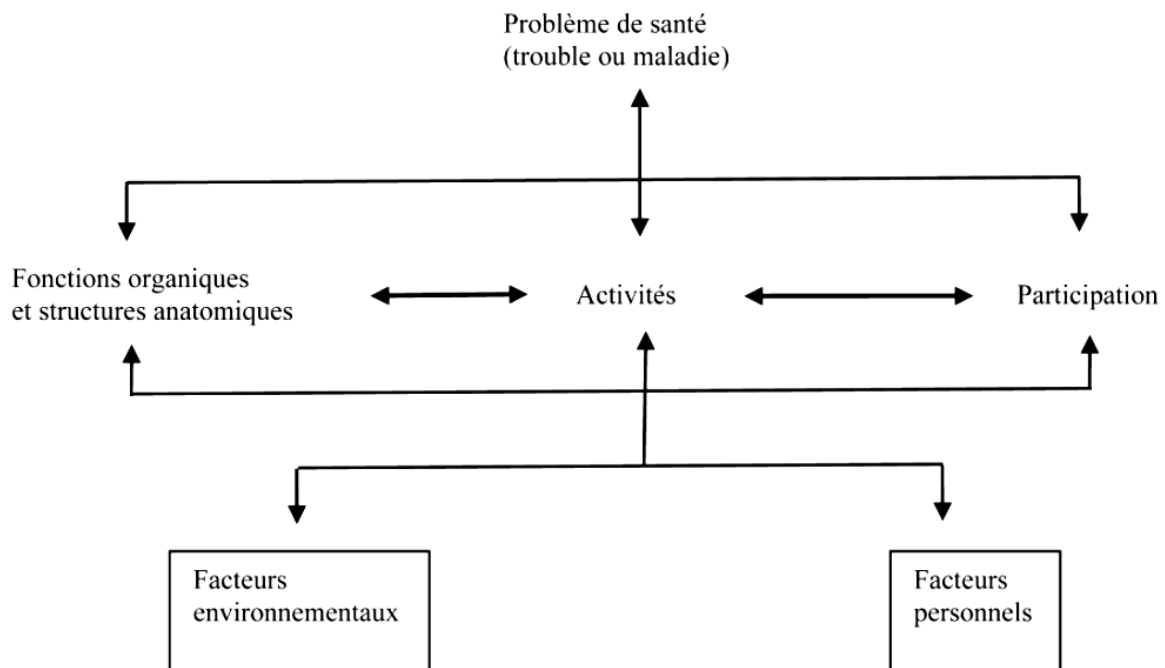 Problème de santé
(trouble ou maladie)
Fonctions organiques
et structures anatomiques
Activités
Participation
Facteurs
environnementaux
Facteurs
personnels